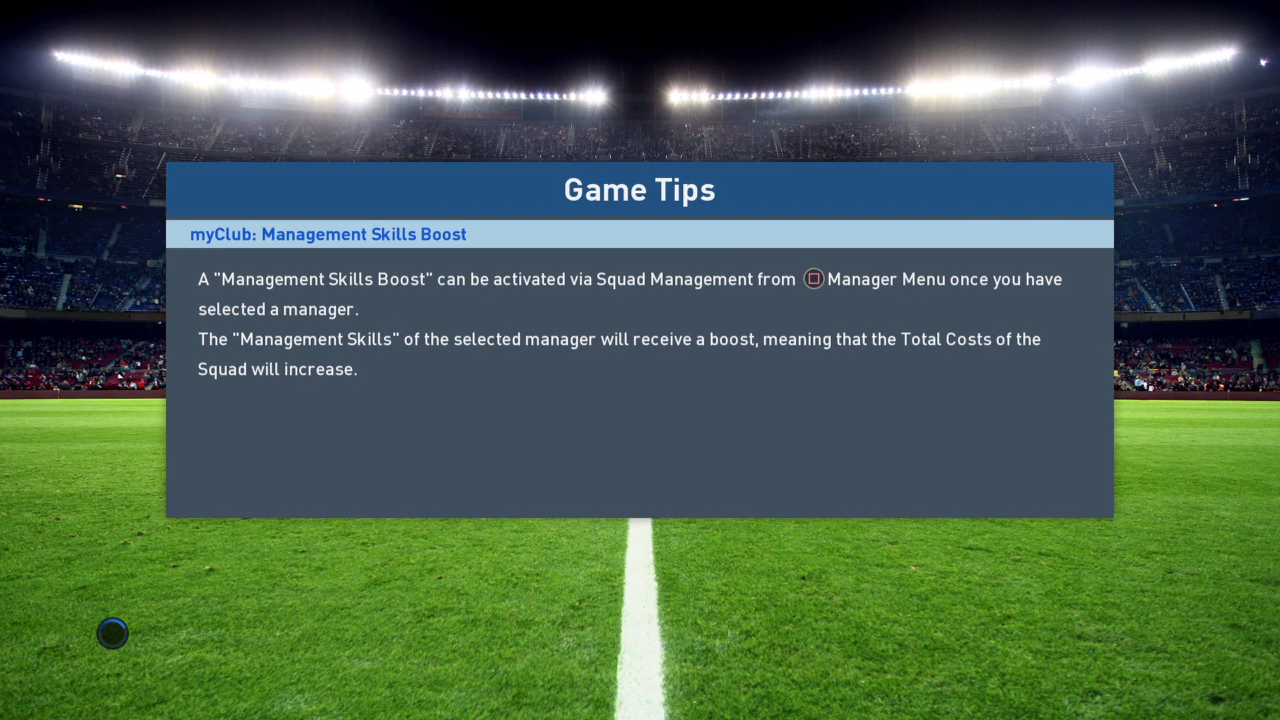 Game Tips
myClub: Management Skills Boost
A "Management Skills Boost" can be activated via Squad Management from Manager Menu once you have
selected a manager.
The "Management Skills" of the selected manager will receive a boost, meaning that the Total Costs of the
Squad will increase.